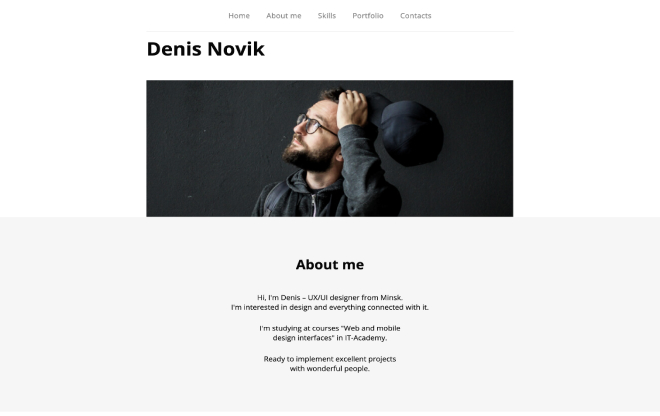 Home About me Skills Portfolio Contacts
Denis Novik
About me
Hi, I'm Denis – UX/UI designer from Minsk.
I'm interested in design and everything connected with it.
I'm studying at courses "Web and mobile
design interfaces" in IT-Academy.
Ready to implement excellent projects
with wonderful people.